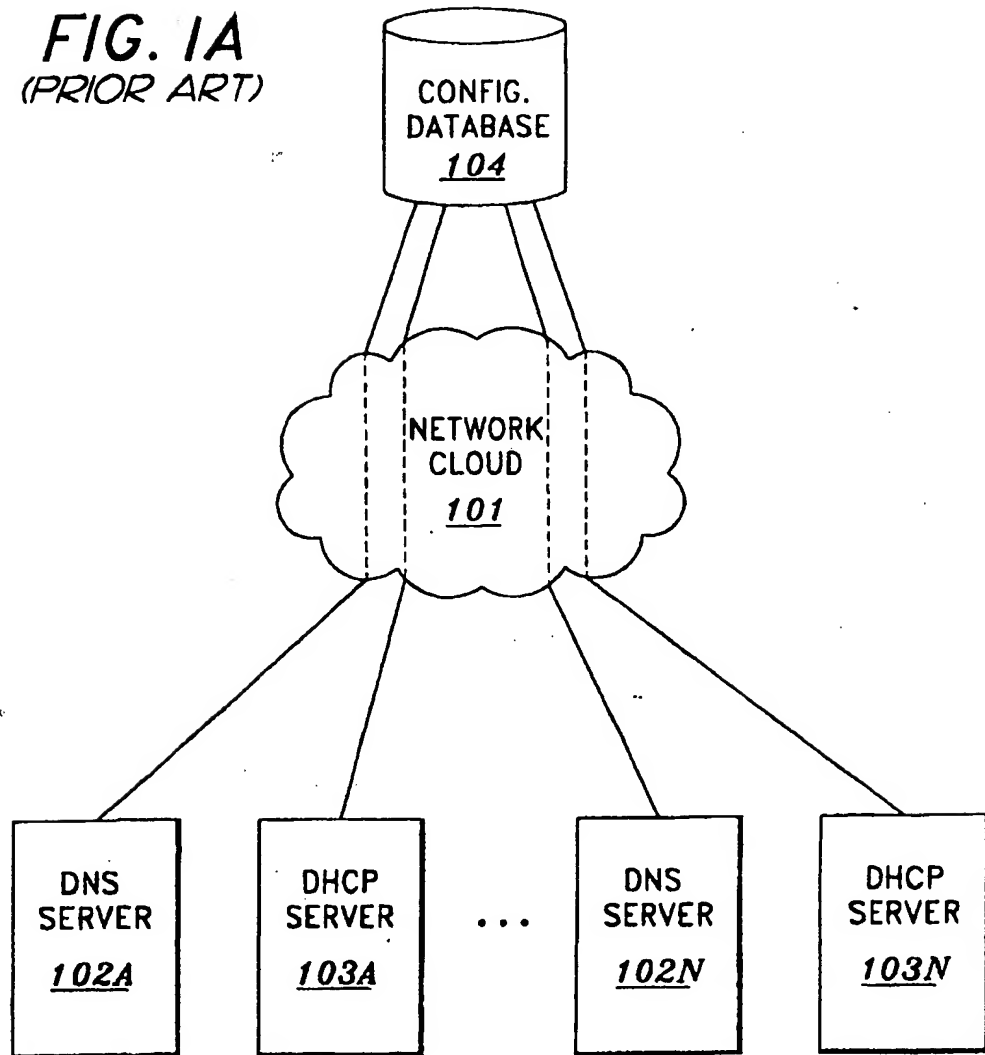 FIG. 1A
(PRIOR ART)
CONFIG.
DATABASE
104
NETWORK
CLOUD
101
DNS
SERVER
102A
DHCP
SERVER
103A
...
DNS
SERVER
102N
DHCP
SERVER
103N